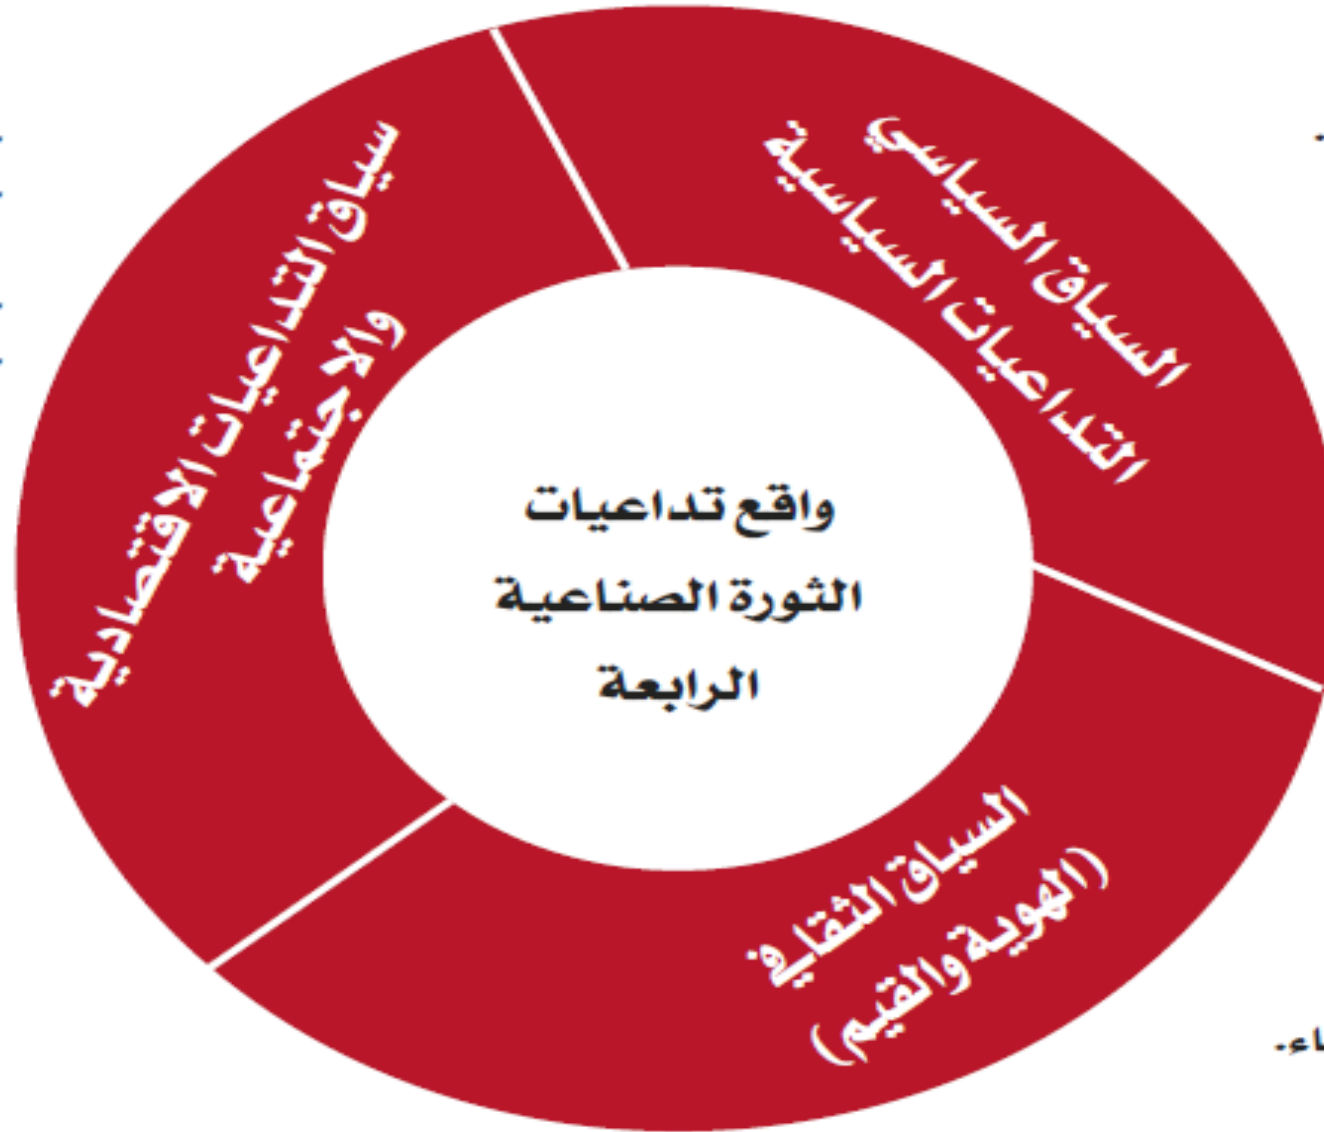 السياق السياسي
التداعيات السياسية
سياق التداعيات الاقتصادية
والاجتماعية
واقع تداعيات
الثورة الصناعية
الرابعة
السياق الثقافي
(الهوية والقيم)